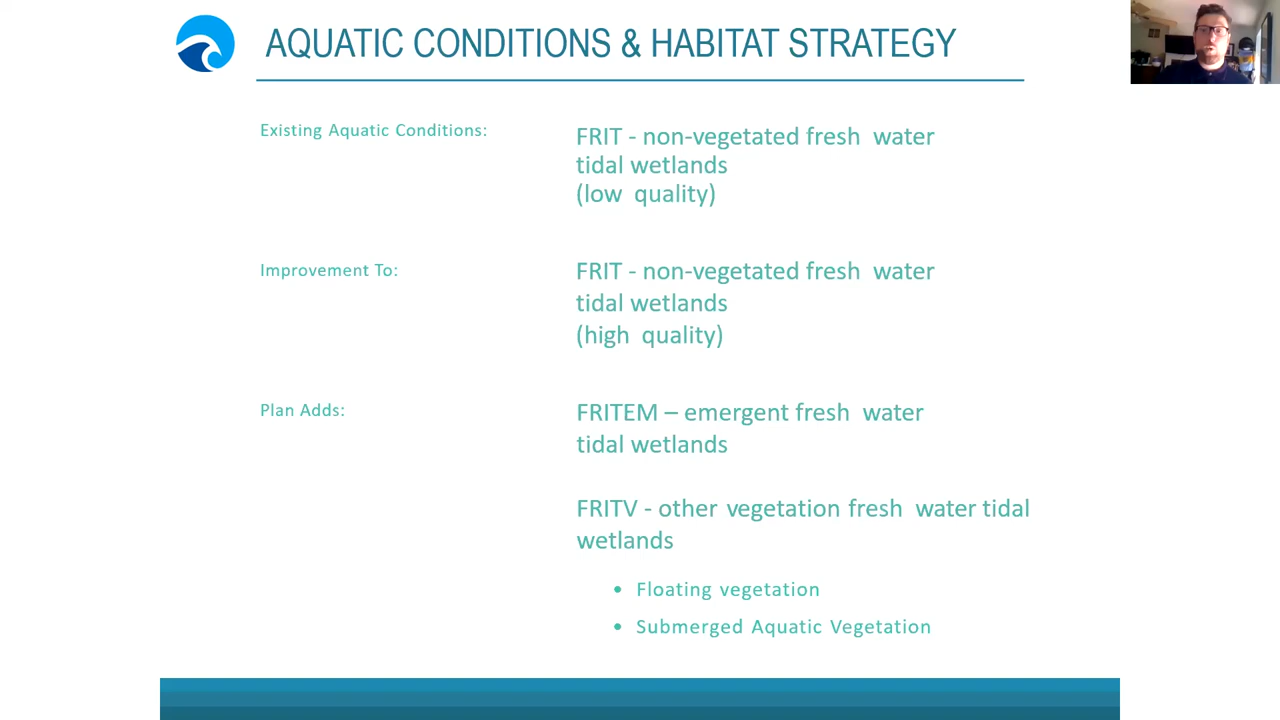 AQUATIC CONDITIONS & HABITAT STRATEGY
Existing Aquatic Conditions:
FRIT - non-vegetated fresh water
tidal wetlands
(low quality)
Improvement To:
FRIT - non-vegetated fresh water
tidal wetlands
(high quality)
Plan Adds:
FRITEM – emergent fresh water
tidal wetlands
FRITV - other vegetation fresh water tidal
wetlands
• Floating vegetation
• Submerged Aquatic Vegetation